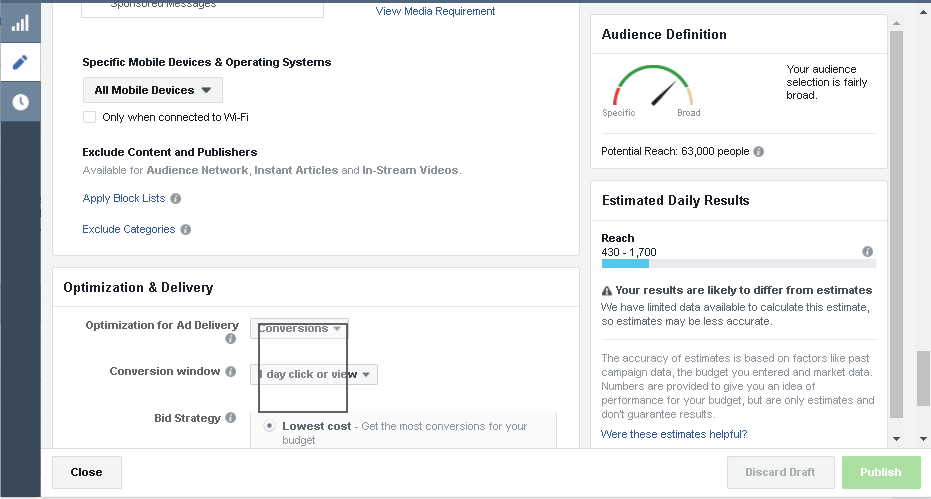 Sponsored Messages
View Media Requirement
Specific Mobile Devices & Operating Systems
All Mobile Devices
Only when connected to Wi-Fi
Exclude Content and Publishers
Available for Audience Network, Instant Articles and In-Stream Videos.
Apply Block Lists
Exclude Categories
Optimization & Delivery
Optimization for Ad Delivery
Conversions
Conversion window
1 day click or view
Bid Strategy
Lowest cost - Get the most conversions for your
budget
Audience Definition
Specific
Broad
Your audience
selection is fairly
broad.
Potential Reach: 63,000 people
Estimated Daily Results
Reach
430 - 1,700
Your results are likely to differ from estimates
We have limited data available to calculate this estimate,
so estimates may be less accurate.
The accuracy of estimates is based on factors like past
campaign data, the budget you entered and market data.
Numbers are provided to give you an idea of
performance for your budget, but are only estimates and
don't guarantee results.
Were these estimates helpful?
Close
Discard Draft
Publish